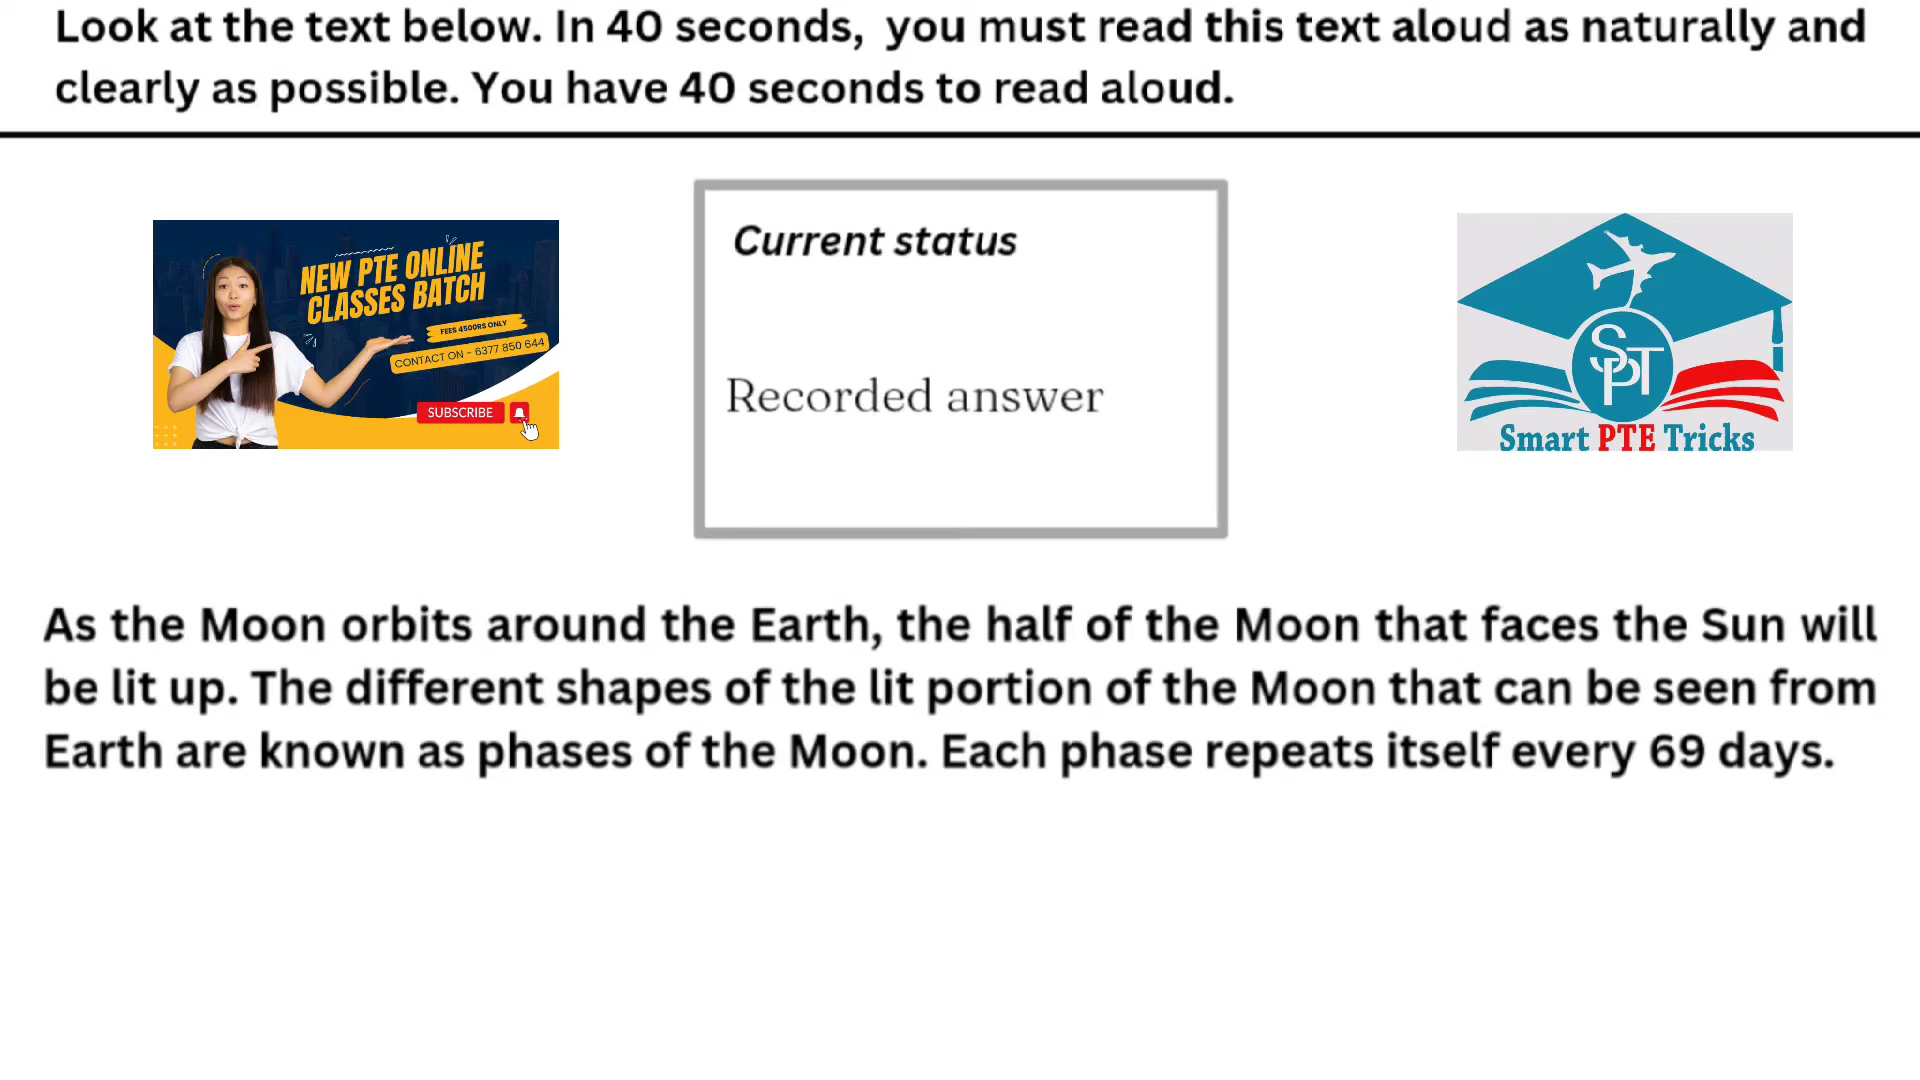 Look at the text below. In 40 seconds, you must read this text aloud as naturally and
clearly as possible. You have 40 seconds to read aloud.
NEW PTE ONLINE
CLASSES BATCH
FEES 4500RS ONLY
CONTACT ON - 6377 850 644
SUBSCRIBE
Current status
Recorded answer
SPT
Smart PTE Tricks
As the Moon orbits around the Earth, the half of the Moon that faces the Sun will
be lit up. The different shapes of the lit portion of the Moon that can be seen from
Earth are known as phases of the Moon. Each phase repeats itself every 69 days.